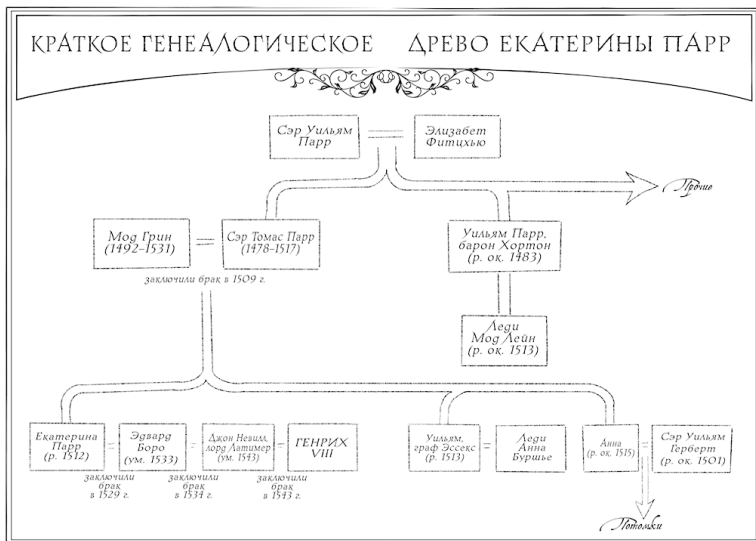 КРАТКОЕ ГЕНЕАЛОГИЧЕСКОЕ ДРЕВО ЕКАТЕРИНЫ ПАРР
Сэр Уильям
Парр
Элизабет
Фитцхью
Прочие
Мод Грин
(1492–1531)
Сэр Томас Парр
(1478–1517)
заключили брак в 1509 г.
Уильям Парр,
барон Хортон
(р. ок. 1483)
Леди
Мод Лейн
(р. ок. 1513)
Екатерина
Парр
(р. 1512)
Эдвард
Боро
(ум. 1533)
Джон Невилл,
лорд Латимер
(ум. 1543)
ГЕНРИХ
VIII
заключили
брак
в 1529 г.
заключили
брак
в 1534 г.
заключили
брак
в 1543 г.
Уильям,
граф Эссекс
(р. 1513)
Леди
Анна
Буршье
Анна
(р. ок. 1515)
Сэр Уильям
Герберт
(р. ок. 1501)
Потомки